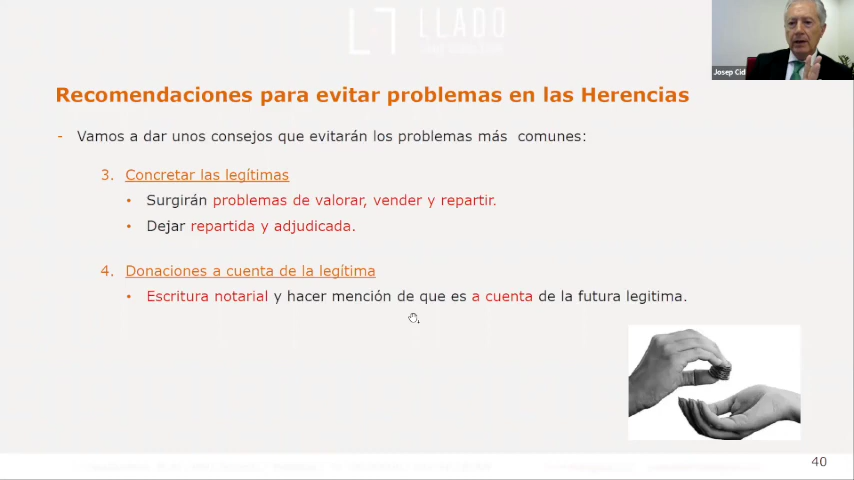 LLADO
Josep Cid
Recomendaciones para evitar problemas en las Herencias
- Vamos a dar unos consejos que evitarán los problemas más comunes:
3. Concretar las legítimas
• Surgirán problemas de valorar, vender y repartir.
• Dejar repartida y adjudicada.
4. Donaciones a cuenta de la legítima
• Escritura notarial y hacer mención de que es a cuenta de la futura legitima.
40